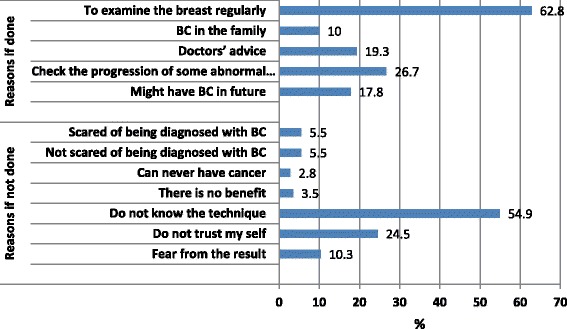 Reasons if done
To examine the breast regularly 62.8
BC in the family 10
Doctors' advice 19.3
Check the progression of some abnormal... 26.7
Might have BC in future 17.8
Reasons if not done
Scared of being diagnosed with BC 5.5
Not scared of being diagnosed with BC 5.5
Can never have cancer 2.8
There is no benefit 3.5
Do not know the technique 54.9
Do not trust my self 24.5
Fear from the result 10.3
0 10 20 30 40 50 60 70
%